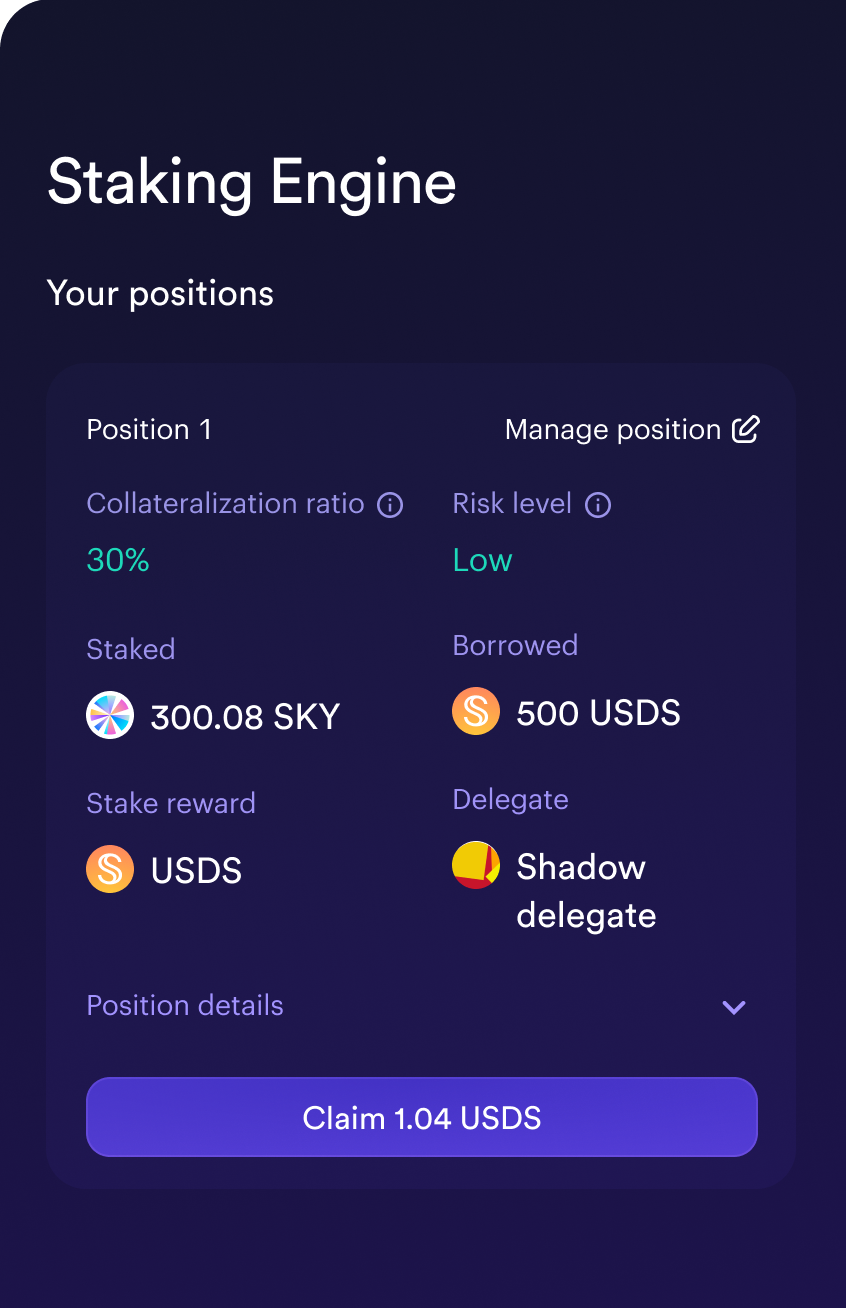 Staking Engine
Your positions
Position 1
Manage position
Collateralization ratio
Risk level
30%
Low
Staked
Borrowed
300.08 SKY
500 USDS
Stake reward
Delegate
USDS
Shadow
delegate
Position details
Claim 1.04 USDS